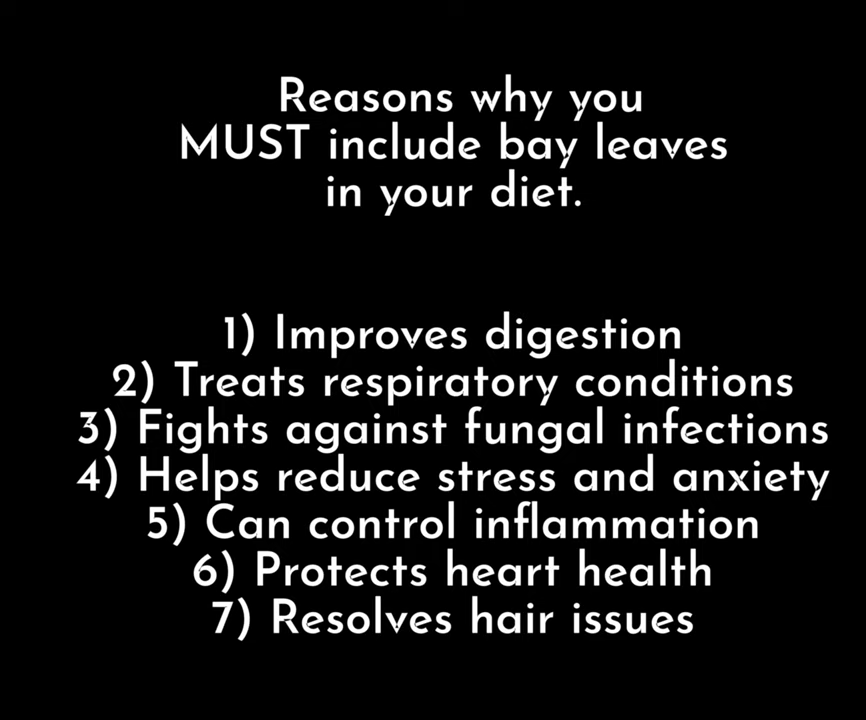 Reasons why you
MUST include bay leaves
in your diet.
1) Improves digestion
2) Treats respiratory conditions
3) Fights against fungal infections
4) Helps reduce stress and anxiety
5) Can control inflammation
6) Protects heart health
7) Resolves hair issues